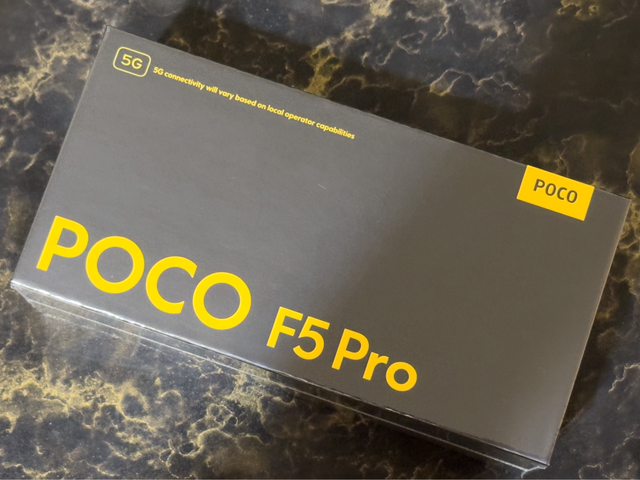 5G
5G connectivity will vary based on local operator capabilities
POCO
POCO F5 Pro